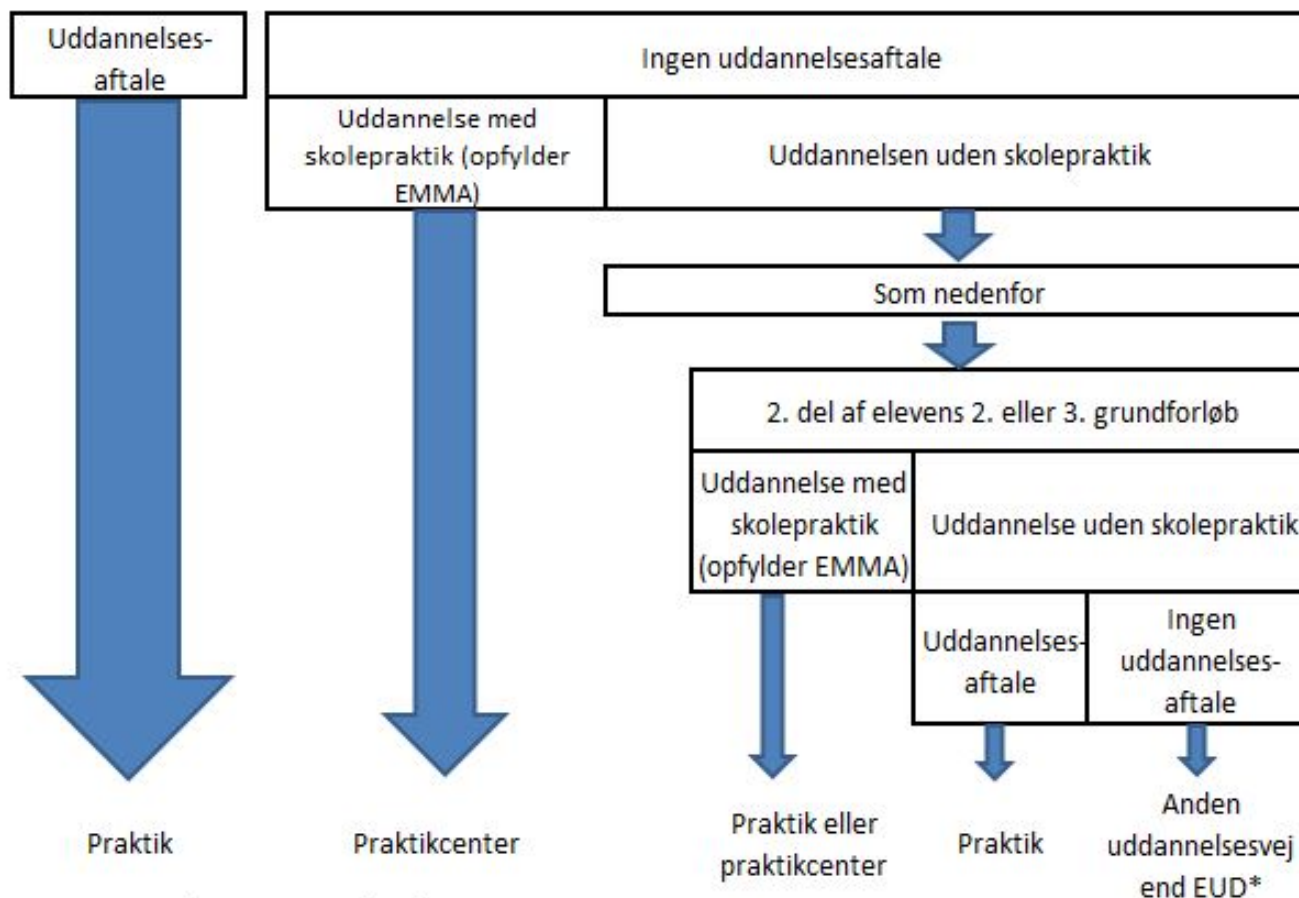 Uddannelses-
aftale
Ingen uddannelsesaftale
Uddannelse med
skolepraktik (opfylder
EMMA)
Uddannelsen uden skolepraktik
Som nedenfor
2. del af elevens 2. eller 3. grundforløb
Uddannelse med
skolepraktik
(opfylder EMMA)
Uddannelse uden skolepraktik
Uddannelses-
aftale
Ingen
uddannelses-
aftale
Praktik
Praktikcenter
Praktik eller
praktikcenter
Praktik
Anden
uddannelsesvej
end EUD*